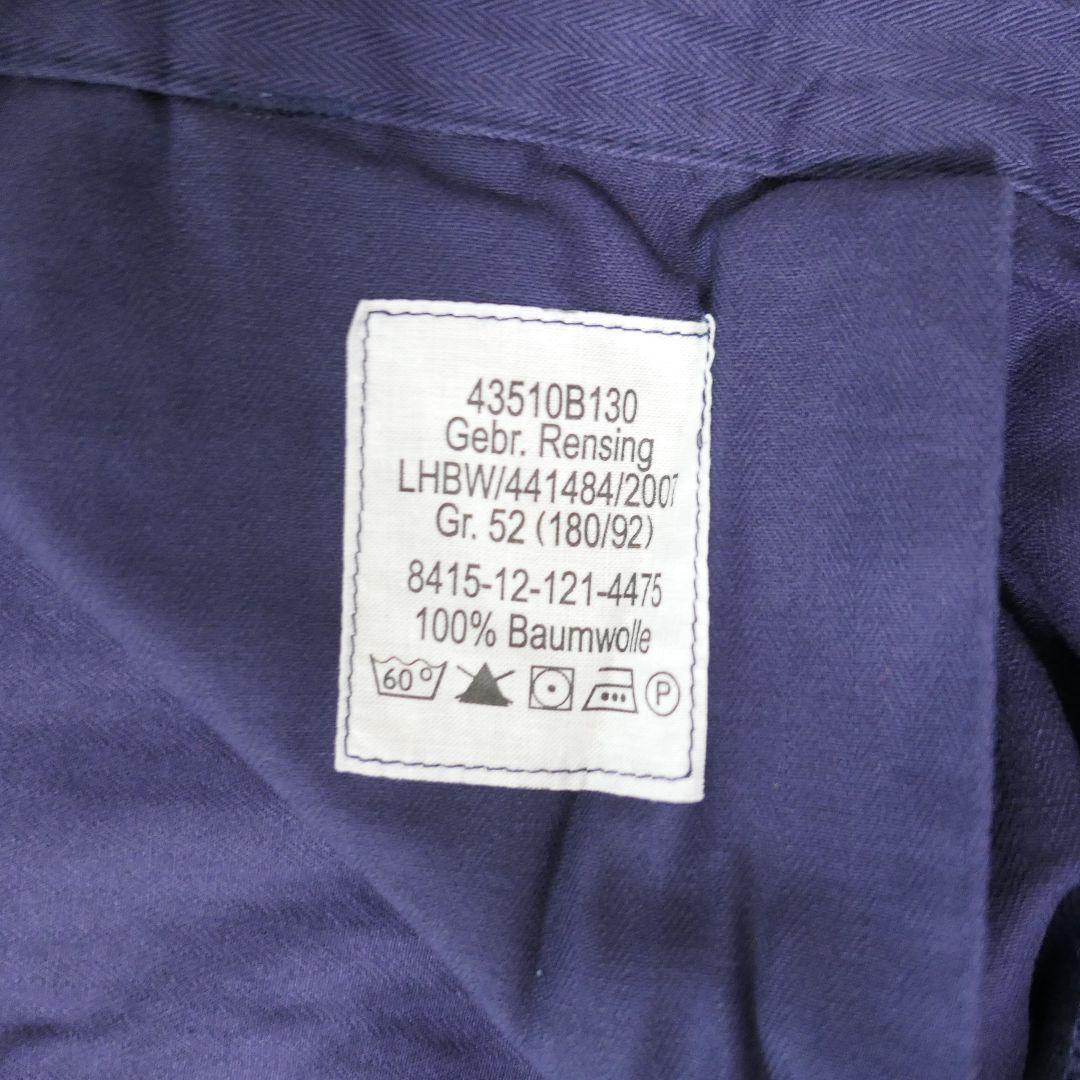 43510B130
Gebr. Rensing
LHBW/441484/2007
Gr. 52 (180/92)
8415-12-121-4475
100% Baumwolle
60° P